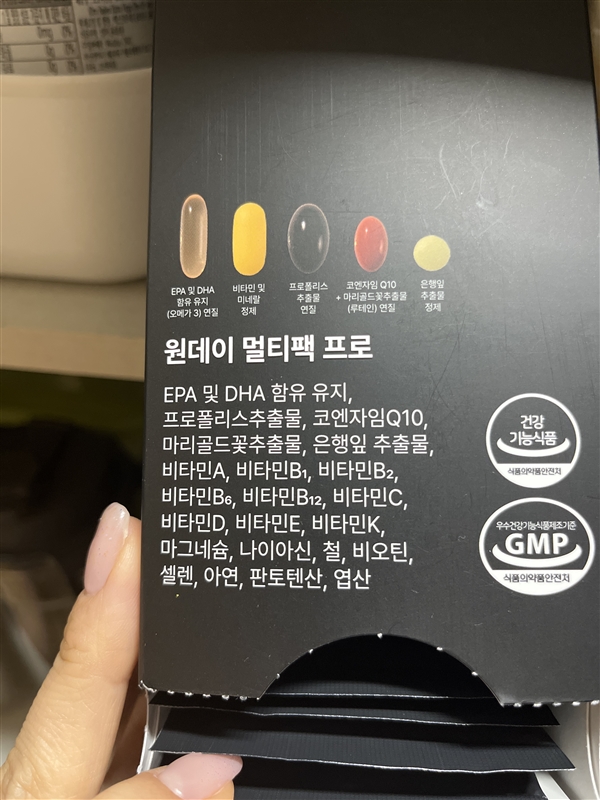 EPA 및 DHA
함유 유지
(오메가 3) 연질
비타민 및
미네랄
정제
프로폴리스
추출물
연질
코엔자임 Q10
+ 마리골드꽃추출물
(루테인) 연질
은행잎
추출물
정제
원데이 멀티팩 프로
EPA 및 DHA 함유 유지,
프로폴리스추출물, 코엔자임Q10,
마리골드꽃추출물, 은행잎 추출물,
비타민A, 비타민B₁, 비타민B₂,
비타민B₆, 비타민B₁₂, 비타민C,
비타민D, 비타민E, 비타민K,
마그네슘, 나이아신, 철, 비오틴,
셀렌, 아연, 판토텐산, 엽산
건강
기능식품
식품의약품안전처
우수건강기능식품제조기준
GMP
식품의약품안전처